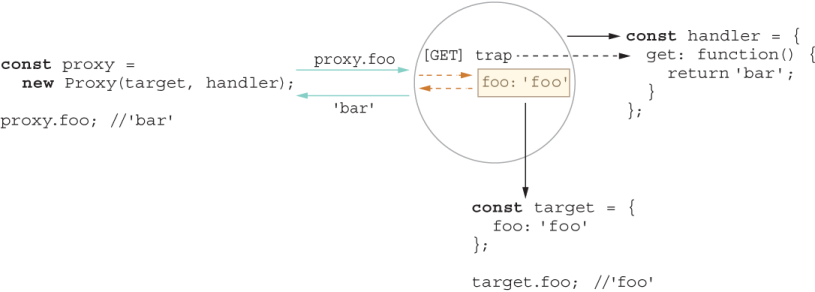 const proxy =
new Proxy(target, handler);
proxy.foo; //'bar'
proxy.foo
'bar'
[GET] trap
foo: 'foo'
const handler = {
get: function() {
return 'bar';
}
};
const target = {
foo: 'foo'
};
target.foo; //'foo'